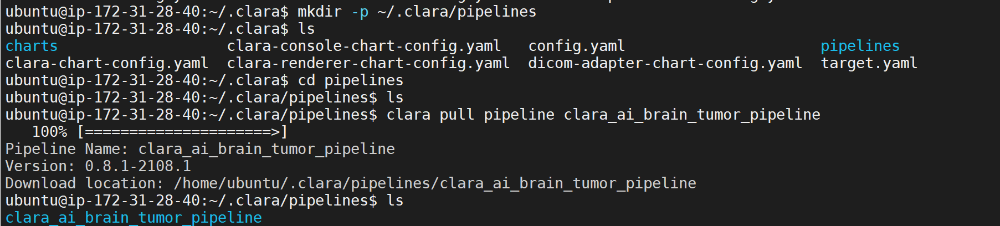 ubuntu@ip-172-31-28-40:~/.clara$ mkdir -p ~/.clara/pipelines
ubuntu@ip-172-31-28-40:~/.clara$ ls
charts                   clara-console-chart-config.yaml   config.yaml                      pipelines
clara-chart-config.yaml  clara-renderer-chart-config.yaml  dicom-adapter-chart-config.yaml  target.yaml
ubuntu@ip-172-31-28-40:~/.clara$ cd pipelines
ubuntu@ip-172-31-28-40:~/.clara/pipelines$ ls
ubuntu@ip-172-31-28-40:~/.clara/pipelines$ clara pull pipeline clara_ai_brain_tumor_pipeline
   100% [=====================>]
Pipeline Name: clara_ai_brain_tumor_pipeline
Version: 0.8.1-2108.1
Download location: /home/ubuntu/.clara/pipelines/clara_ai_brain_tumor_pipeline
ubuntu@ip-172-31-28-40:~/.clara/pipelines$ ls
clara_ai_brain_tumor_pipeline